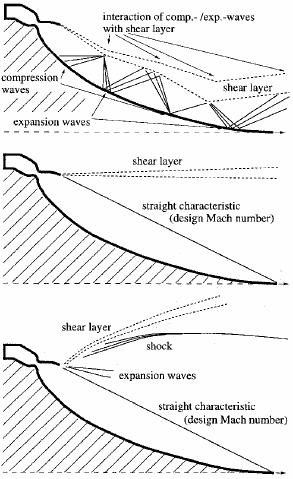 interaction of comp.- /exp.-waves
with shear layer
compression
waves
shear layer
expansion waves
shear layer
straight characteristic
(design Mach number)
shear layer
shock
expansion waves
straight characteristic
(design Mach number)